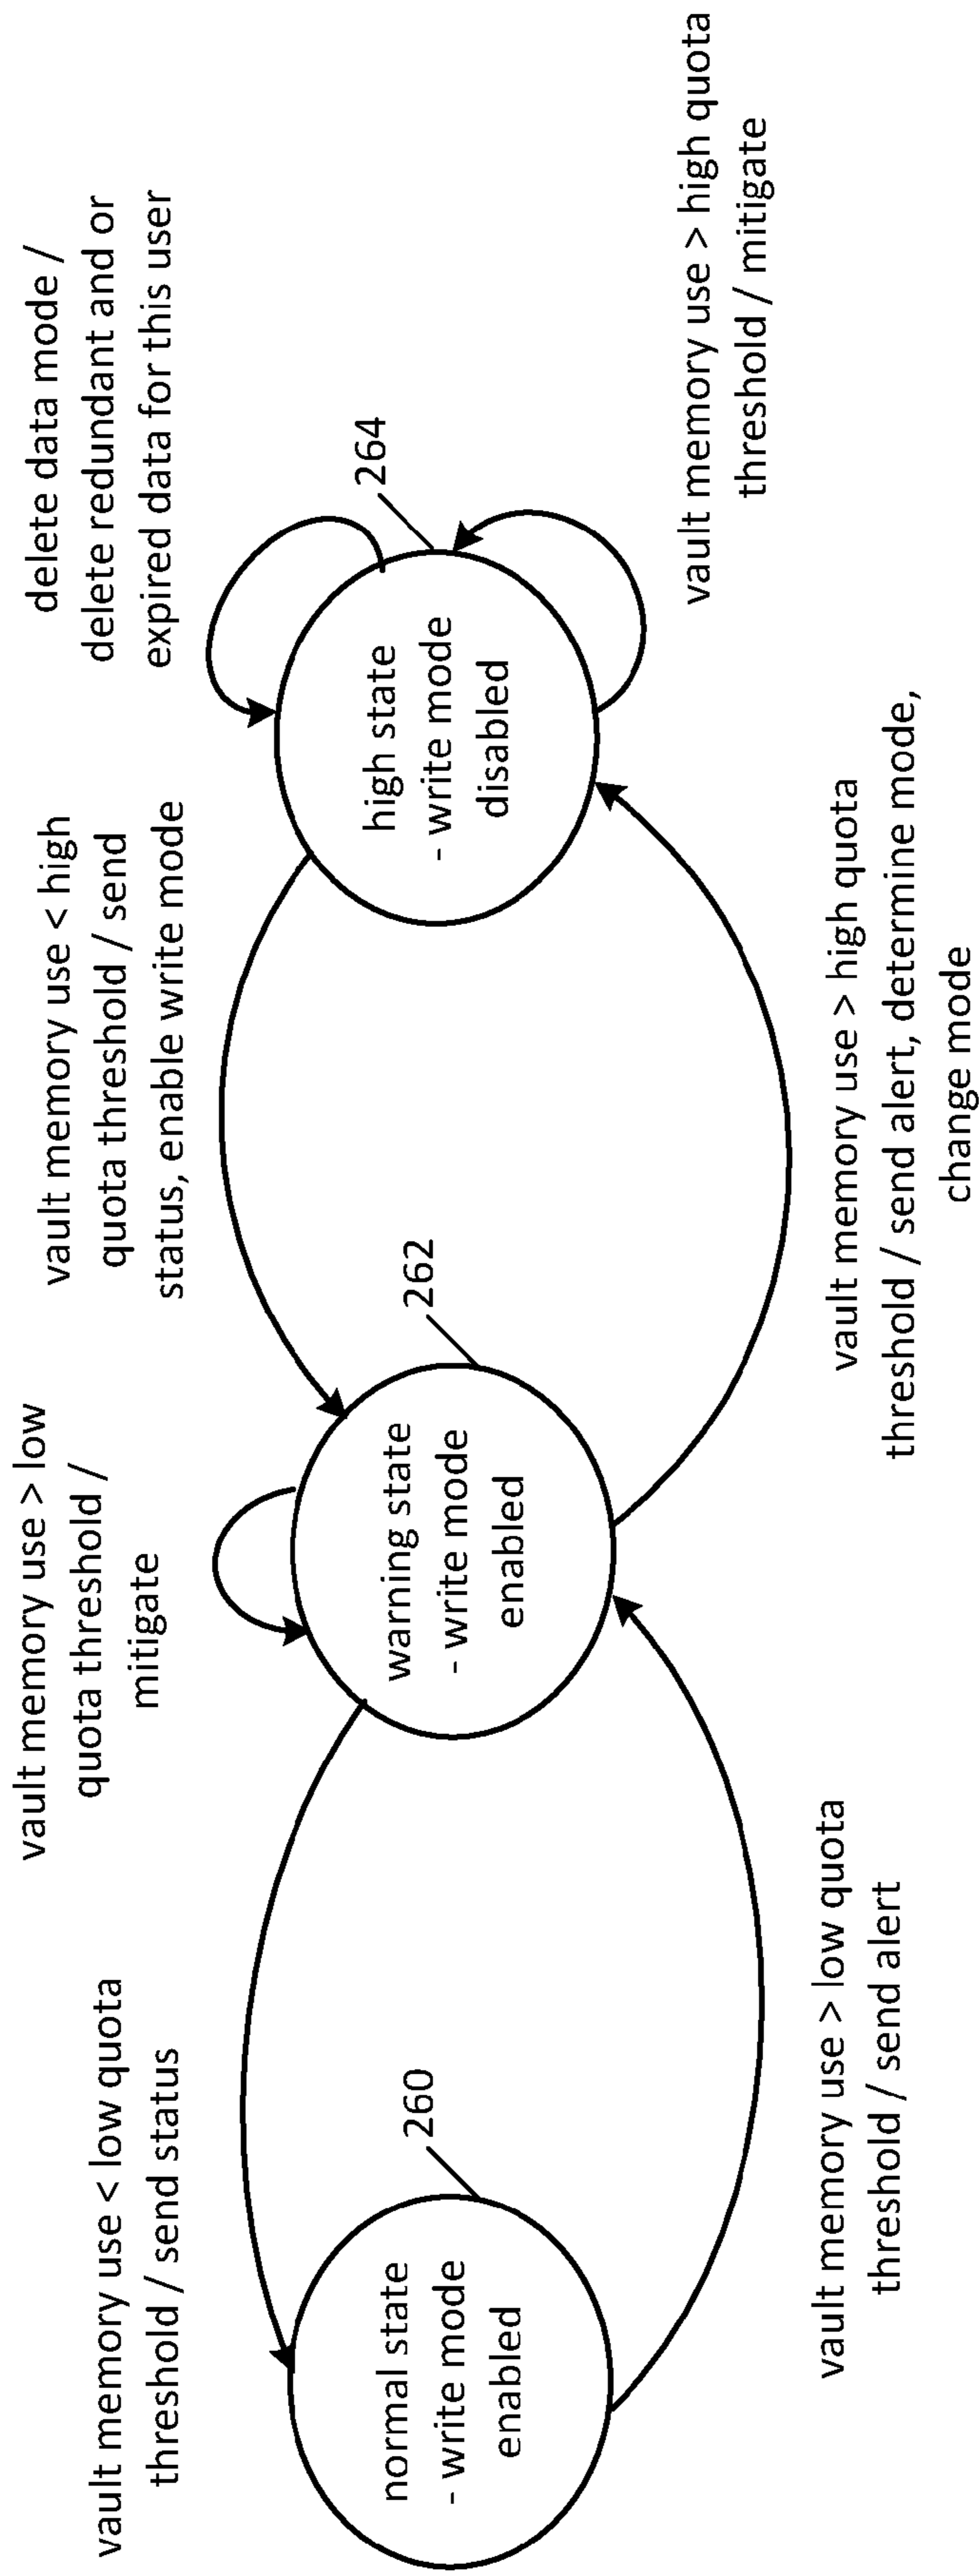 vault memory use < low quota
threshold / send status
vault memory use > low
quota threshold /
mitigate
vault memory use < high
quota threshold / send
status, enable write mode
delete data mode /
delete redundant and or
expired data for this user
260
262
264
normal state
- write mode
enabled
warning state
- write mode
enabled
high state
- write mode
disabled
vault memory use > low quota
threshold / send alert
vault memory use > high quota
threshold / send alert, determine mode,
change mode
vault memory use > high quota
threshold / mitigate